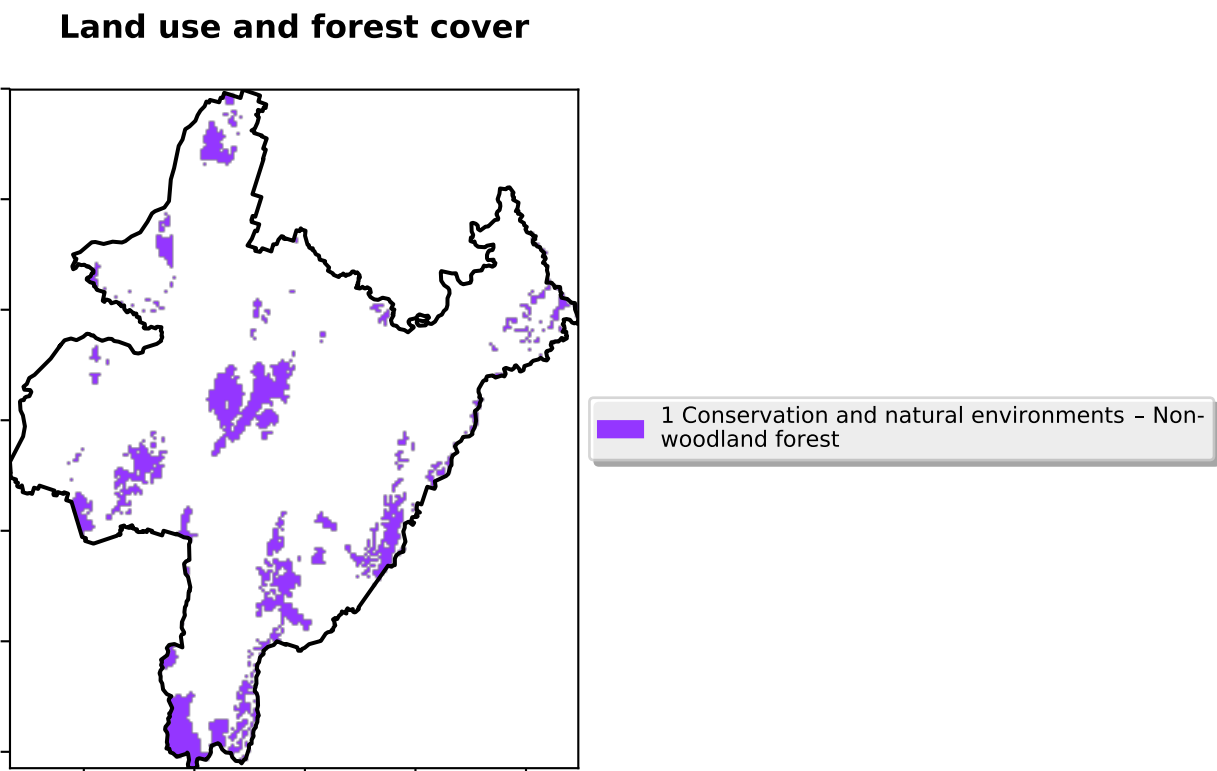 Land use and forest cover
1 Conservation and natural environments – Non-
woodland forest